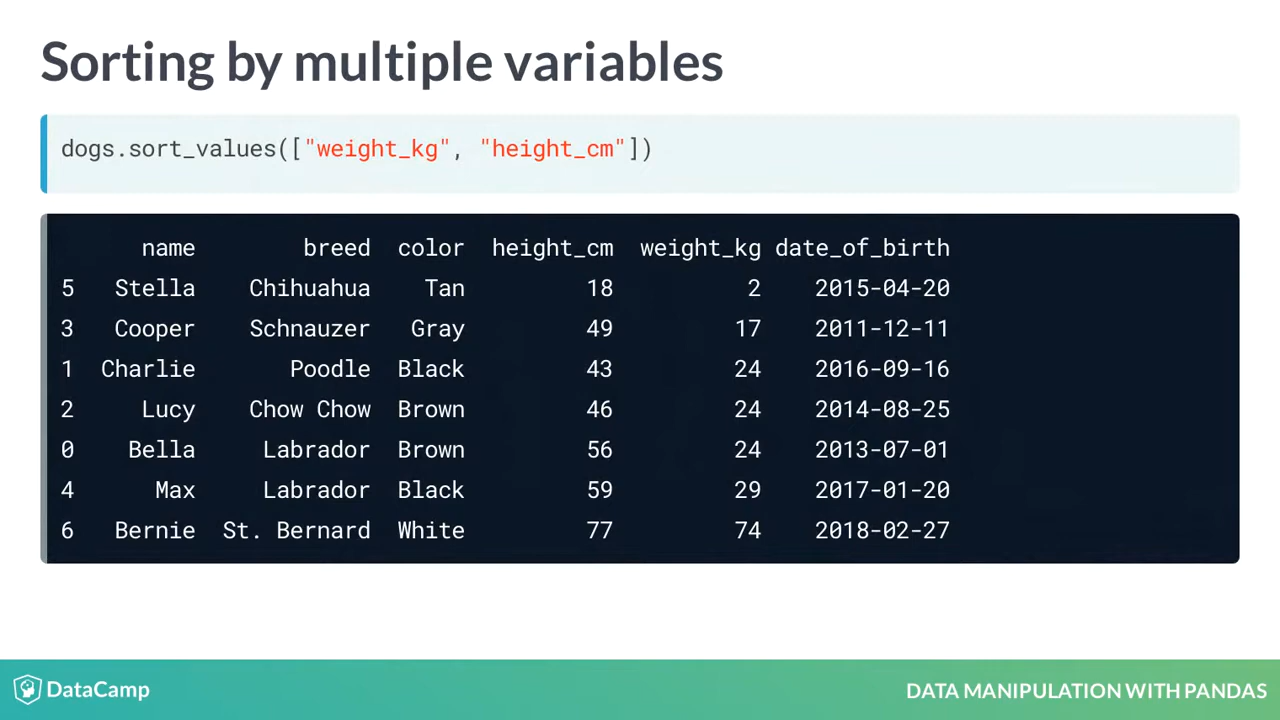 Sorting by multiple variables
dogs.sort_values(["weight_kg", "height_cm"])
name breed color height_cm weight_kg date_of_birth
5 Stella Chihuahua Tan 18 2 2015-04-20
3 Cooper Schnauzer Gray 49 17 2011-12-11
1 Charlie Poodle Black 43 24 2016-09-16
2 Lucy Chow Chow Brown 46 24 2014-08-25
0 Bella Labrador Brown 56 24 2013-07-01
4 Max Labrador Black 59 29 2017-01-20
6 Bernie St. Bernard White 77 74 2018-02-27
DataCamp
DATA MANIPULATION WITH PANDAS